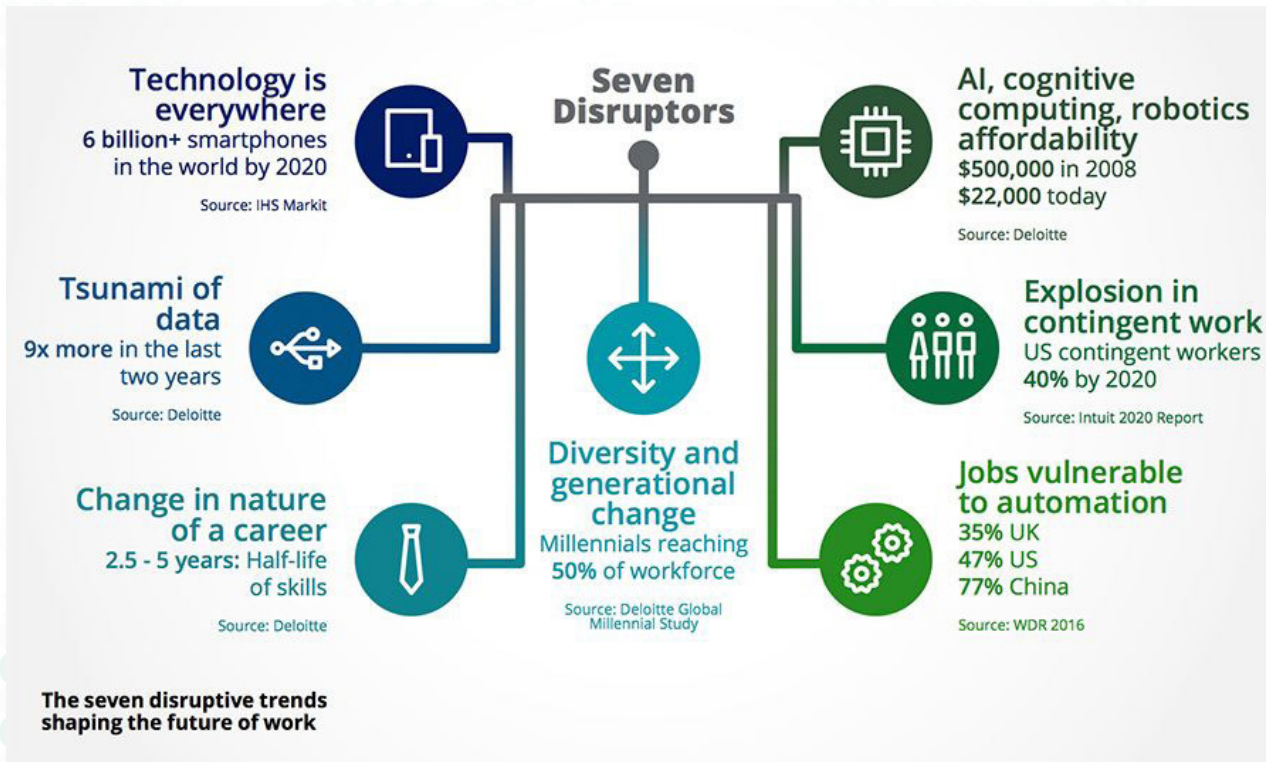 Seven
Disruptors
Technology is
everywhere
6 billion+ smartphones
in the world by 2020
Source: IHS Markit
Tsunami of
data
9x more in the last
two years
Source: Deloitte
Change in nature
of a career
2.5 - 5 years: Half-life
of skills
Source: Deloitte
Diversity and
generational
change
Millennials reaching
50% of workforce
Source: Deloitte Global
Millennial Study
AI, cognitive
computing, robotics
affordability
$500,000 in 2008
$22,000 today
Source: Deloitte
Explosion in
contingent work
US contingent workers
40% by 2020
Source: Intuit 2020 Report
Jobs vulnerable
to automation
35% UK
47% US
77% China
Source: WDR 2016
The seven disruptive trends
shaping the future of work